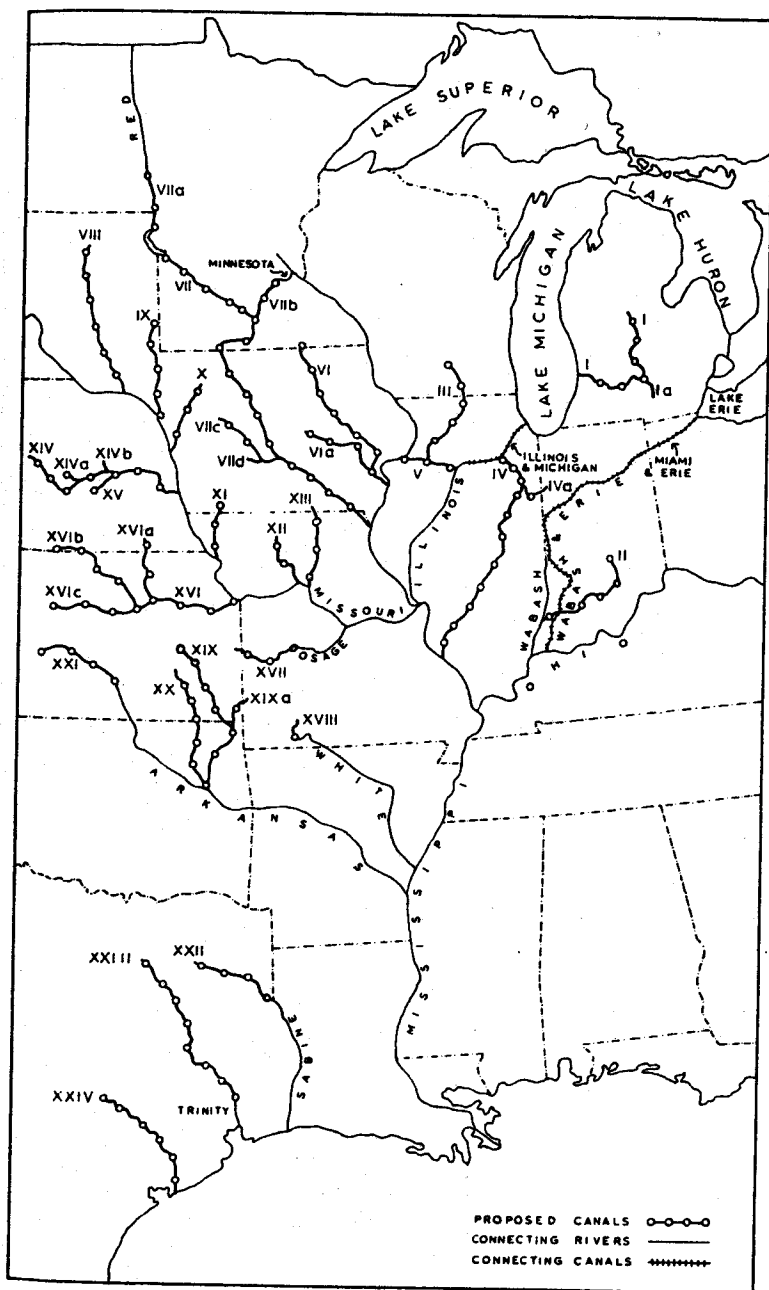 LAKE SUPERIOR
RED
LAKE HURON
VIIa
VIII
MINNESOTA
LAKE MICHIGAN
VII
VIIb
IX
I
VI
X
III
I
Ia
LAKE ERIE
VIIc
XIV
XIVb
VIa
ILLINOIS & MICHIGAN
MIAMI & ERIE
XIVa
VIId
V
IV
IVa
XV
XI
XIII
ILLINOIS
WABASH & ERIE
XVIb
XVIa
XII
II
WABAS
XVIc
XVI
MISSOURI
HI
XIX
OSAGE
XXI
XVII
XX
XIXa
XVIII
WHITE
ARKANSAS
MISSISSIPPI
XXIII
XXII
SABINE
XXIV
TRINITY
PROPOSED CANALS
CONNECTING RIVERS
CONNECTING CANALS